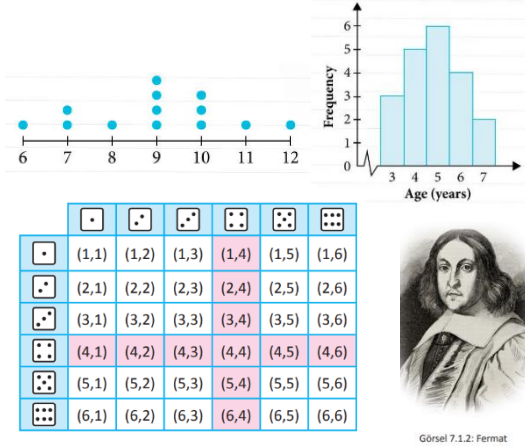 6 7 8 9 10 11 12
Frequency
6
5
4
3
2
1
0
3 4 5 6 7
Age (years)
(1,1) (1,2) (1,3) (1,4) (1,5) (1,6)
(2,1) (2,2) (2,3) (2,4) (2,5) (2,6)
(3,1) (3,2) (3,3) (3,4) (3,5) (3,6)
(4,1) (4,2) (4,3) (4,4) (4,5) (4,6)
(5,1) (5,2) (5,3) (5,4) (5,5) (5,6)
(6,1) (6,2) (6,3) (6,4) (6,5) (6,6)
Görsel 7.1.2: Fermat